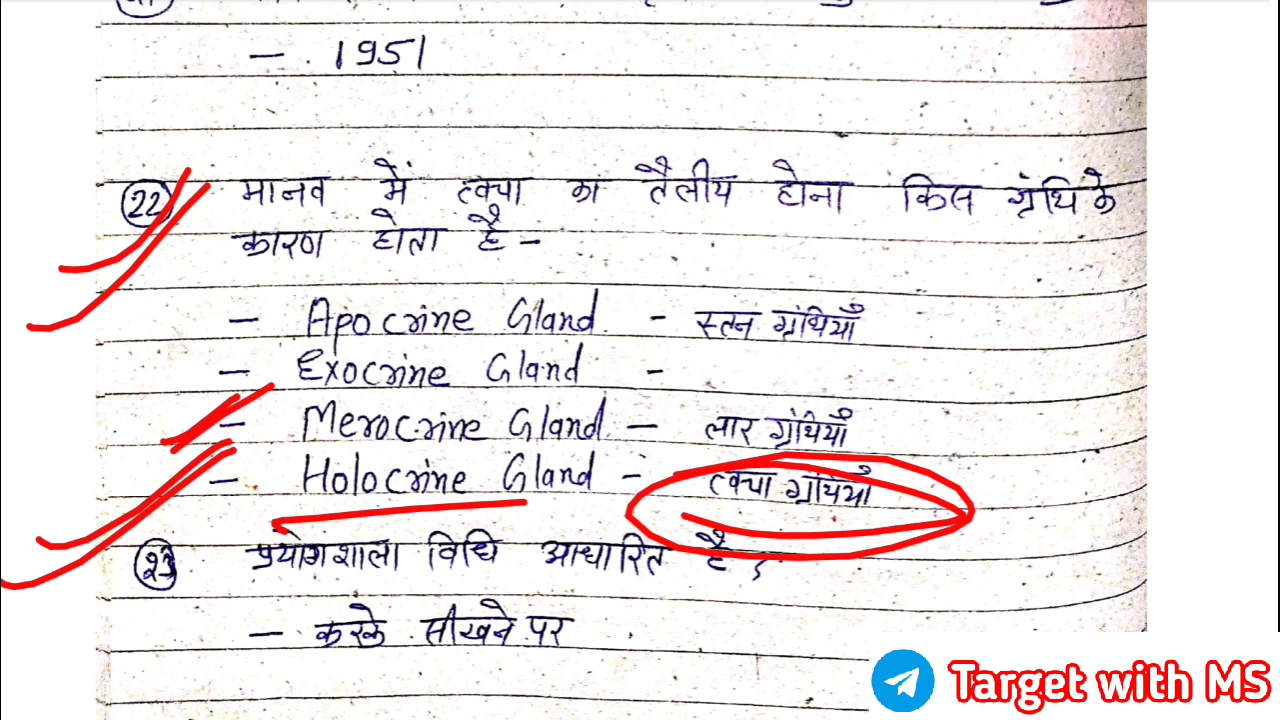 - 1951
(22) मानव में त्वचा का तैलीय होना किस ग्रंथि के
कारण होता है -
- Apocrine Gland - स्तन ग्रंथियाँ
- Exocrine Gland -
- Merocrine Gland - लार ग्रंथियाँ
- Holocrine Gland - त्वचा ग्रंथियाँ
(23) प्रयोगशाला विधि आधारित है,
- करके सीखने पर
Target with MS